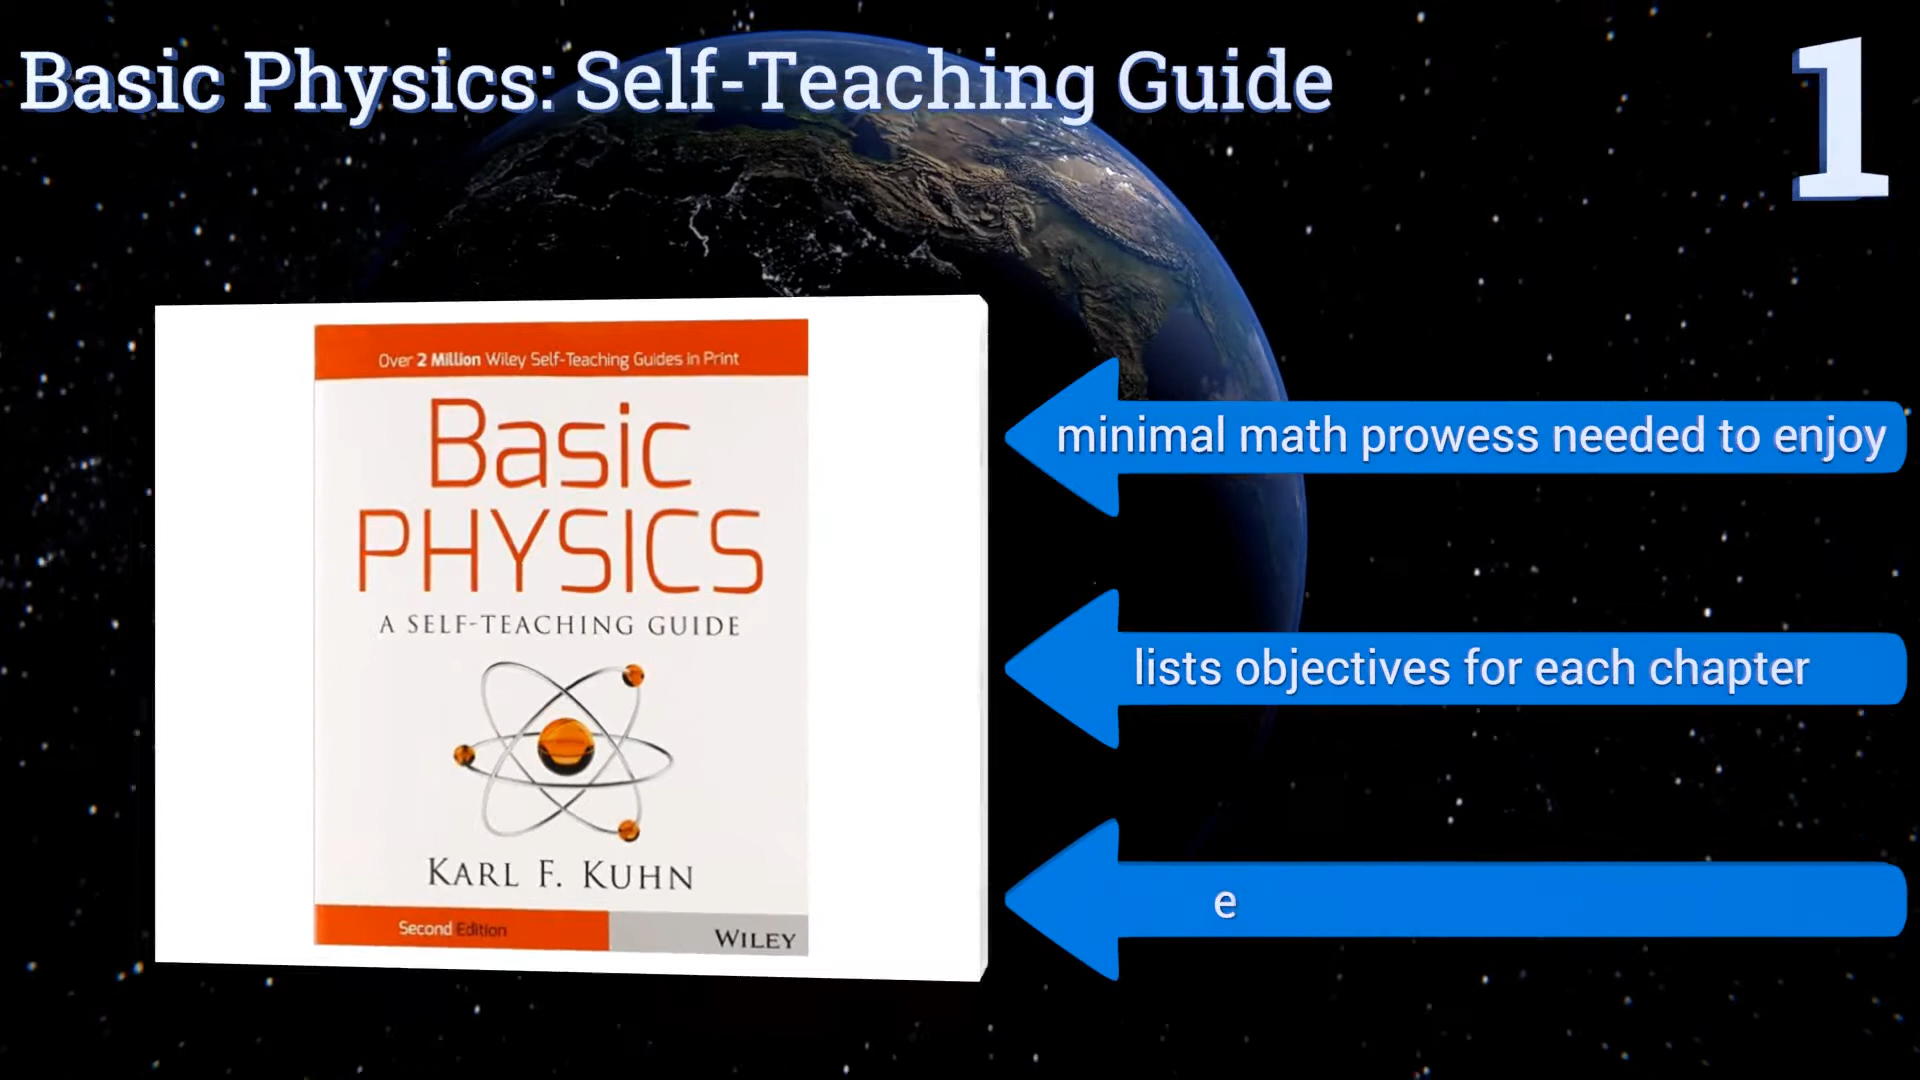 Basic Physics: Self-Teaching Guide
1
Over 2 Million Wiley Self-Teaching Guides in Print
Basic
PHYSICS
A SELF-TEACHING GUIDE
KARL F. KUHN
Second Edition
WILEY
minimal math prowess needed to enjoy
lists objectives for each chapter
e